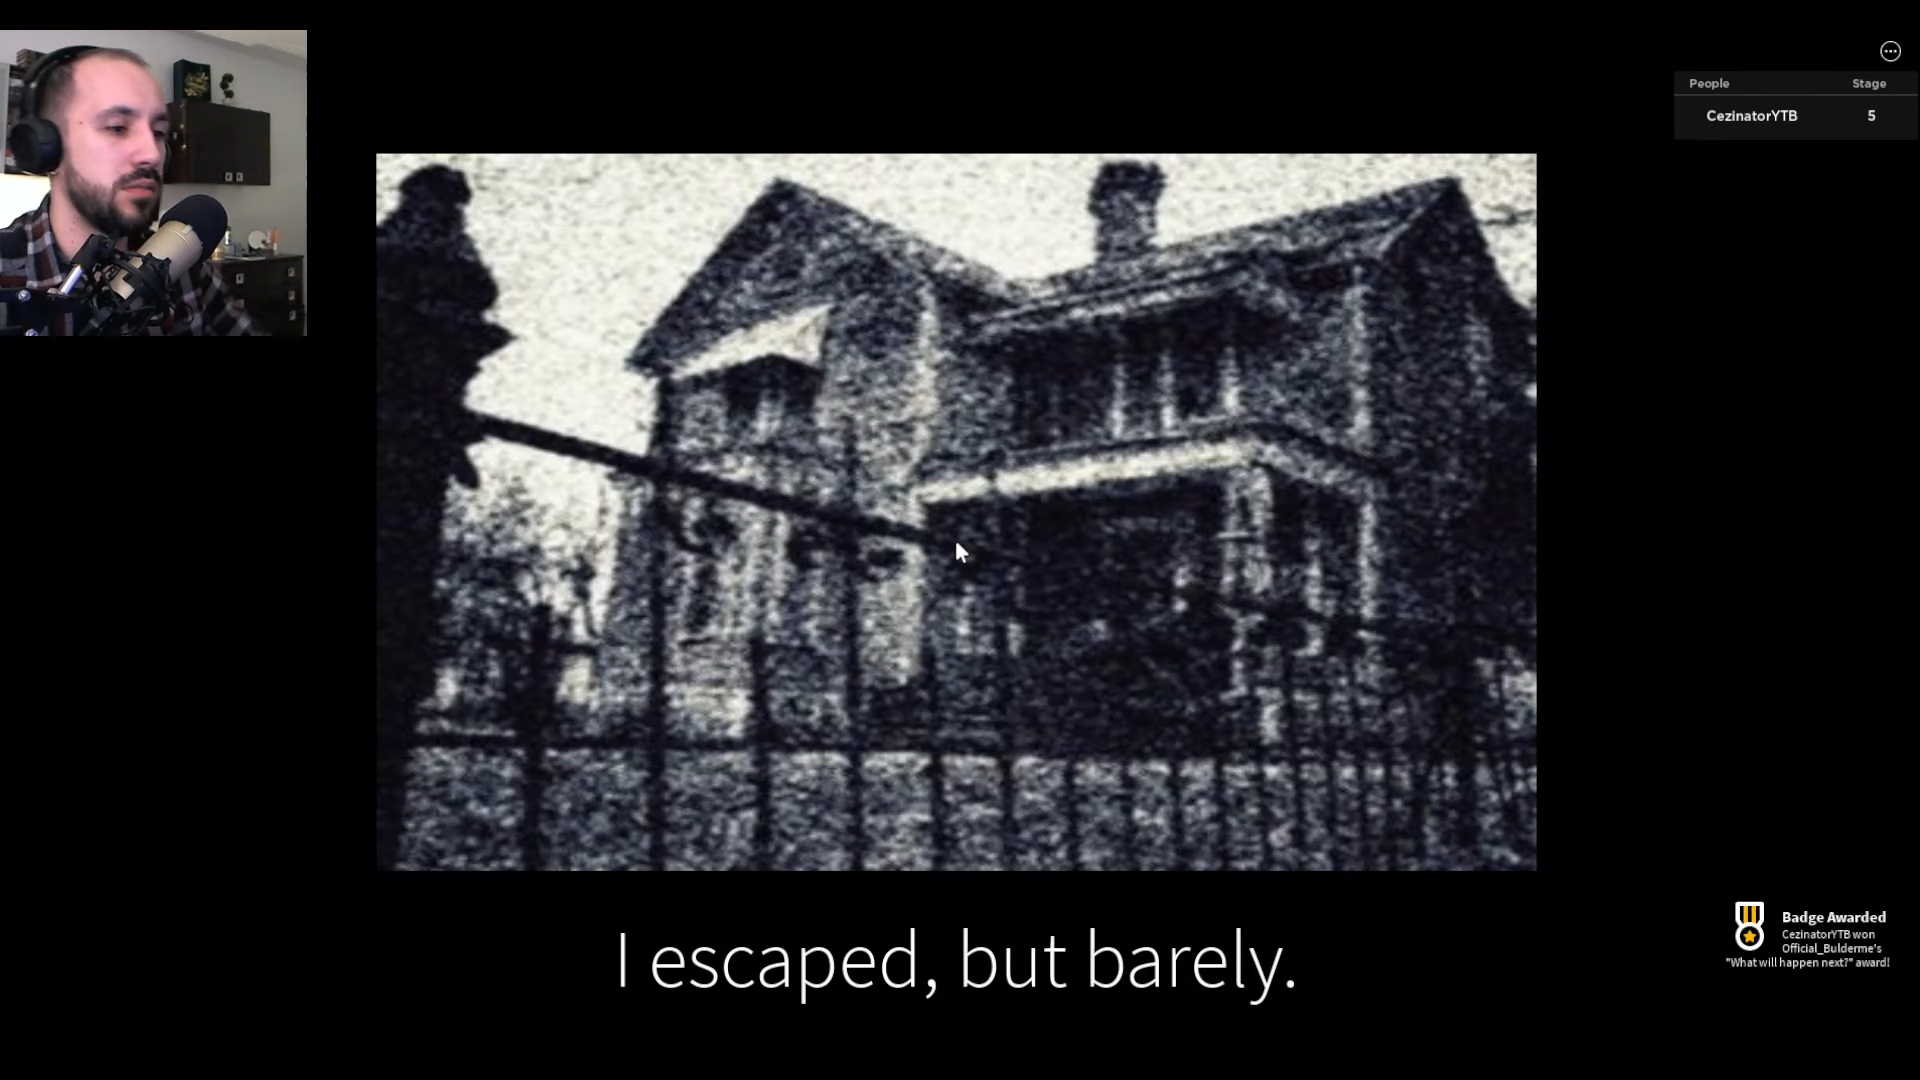 People Stage
CezinatorYTB 5
I escaped, but barely.
Badge Awarded
CezinatorYTB won
Official_Bulderme's
"What will happen next?" award!